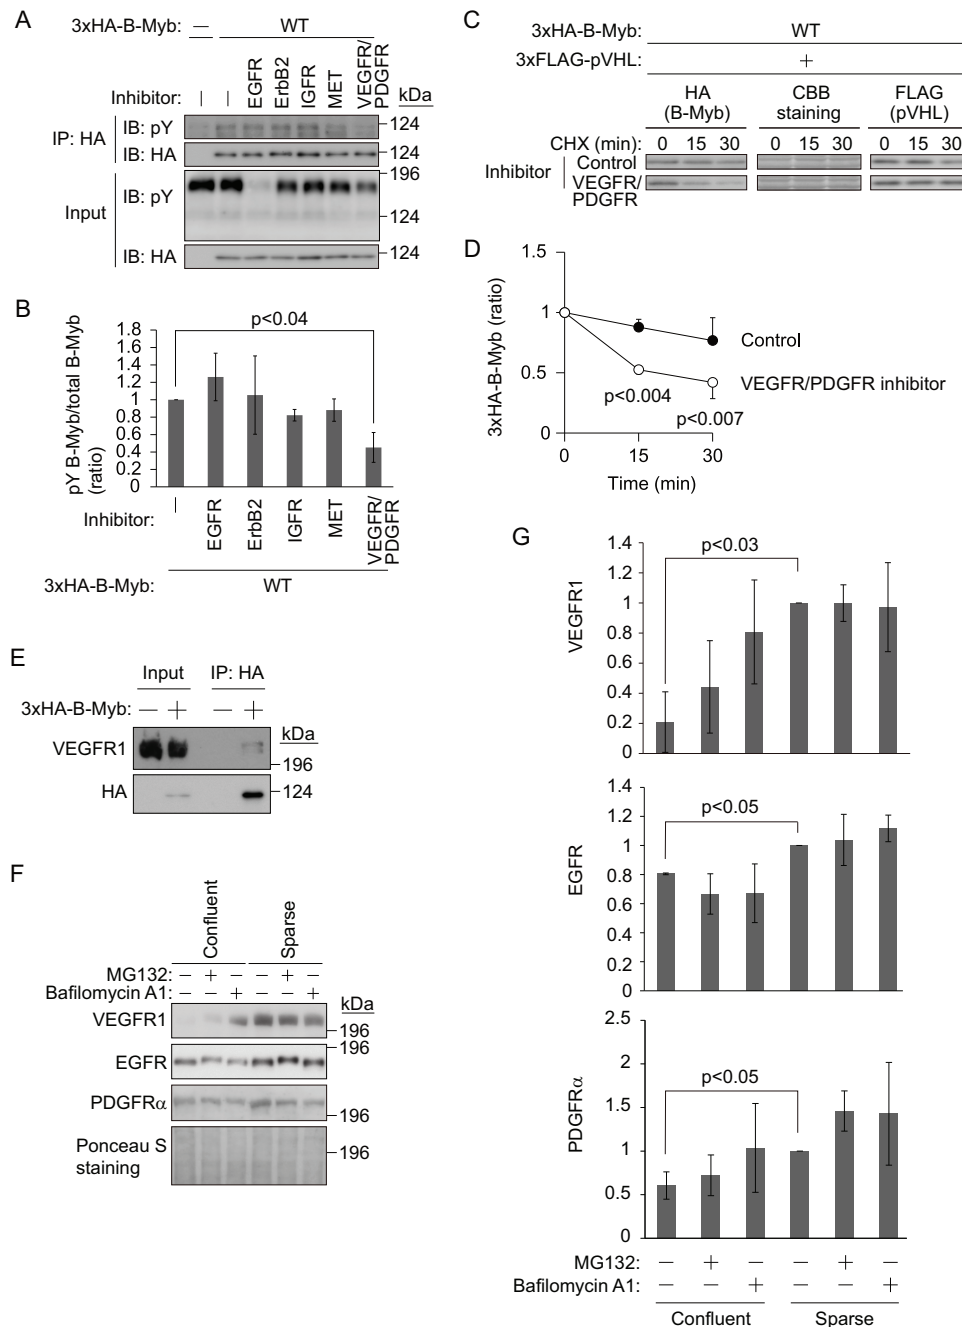 A
3xHA-B-Myb: — WT
Inhibitor: — — EGFR ErbB2 IGFR MET VEGFR/PDGFR kDa
IP: HA
IB: pY 124
IB: HA 124
Input
IB: pY 196
124
IB: HA 124
B
pY B-Myb/total B-Myb
(ratio)
p<0.04
1.8
1.6
1.4
1.2
1.0
0.8
0.6
0.4
0.2
0
Inhibitor: — EGFR ErbB2 IGFR MET VEGFR/PDGFR
3xHA-B-Myb: WT
C
3xHA-B-Myb: WT
3xFLAG-pVHL: +
HA CBB FLAG
(B-Myb) staining (pVHL)
CHX (min): 0 15 30 0 15 30 0 15 30
Inhibitor
Control
VEGFR/
PDGFR
D
3xHA-B-Myb (ratio)
1.5
1
0.5
0
Control
VEGFR/PDGFR inhibitor
p<0.004
p<0.007
0 15 30
Time (min)
E
Input IP: HA
3xHA-B-Myb: — + — +
kDa
VEGFR1 196
HA 124
F
Confluent Sparse
MG132: — + — — + —
Bafilomycin A1: — — + — — +
kDa
VEGFR1 196
EGFR 196
PDGFRα 196
Ponceau S
staining 196
G
VEGFR1
p<0.03
1.4
1.2
1
0.8
0.6
0.4
0.2
0
EGFR
p<0.05
1.4
1.2
1
0.8
0.6
0.4
0.2
0
PDGFRα
p<0.05
2.5
2
1.5
1
0.5
0
MG132: — + — — + —
Bafilomycin A1: — — + — — +
Confluent Sparse